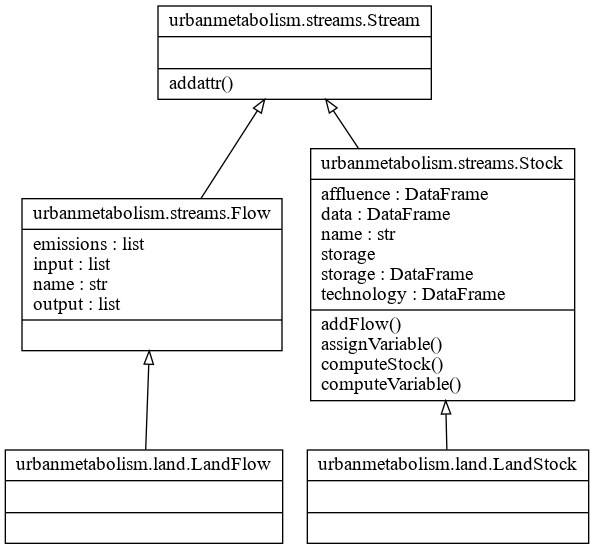 urbanmetabolism.streams.Stream
addattr()
urbanmetabolism.streams.Flow
emissions : list
input : list
name : str
output : list
urbanmetabolism.streams.Stock
affluence : DataFrame
data : DataFrame
name : str
storage
storage : DataFrame
technology : DataFrame
addFlow()
assignVariable()
computeStock()
computeVariable()
urbanmetabolism.land.LandFlow
urbanmetabolism.land.LandStock